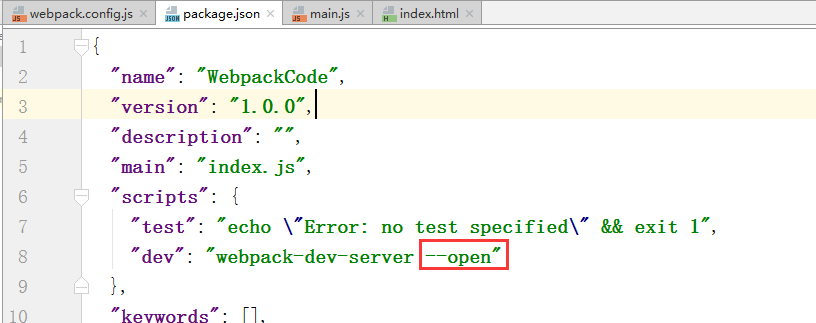 webpack.config.js package.json main.js index.html
1 {
2 "name": "WebpackCode",
3 "version": "1.0.0",
4 "description": "",
5 "main": "index.js",
6 "scripts": {
7 "test": "echo \"Error: no test specified\" && exit 1",
8 "dev": "webpack-dev-server --open"
9 },
10 "keywords": [],